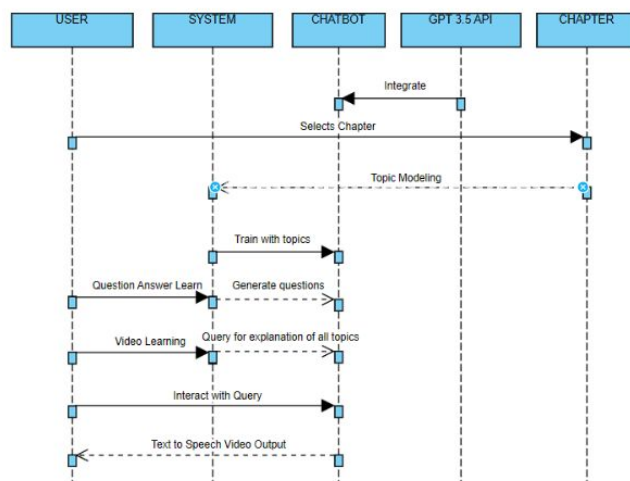 USER
SYSTEM
CHATBOT
GPT 3.5 API
CHAPTER
Integrate
Selects Chapter
Topic Modeling
Train with topics
Question Answer Learn
Generate questions
Video Learning
Query for explanation of all topics
Interact with Query
Text to Speech Video Output